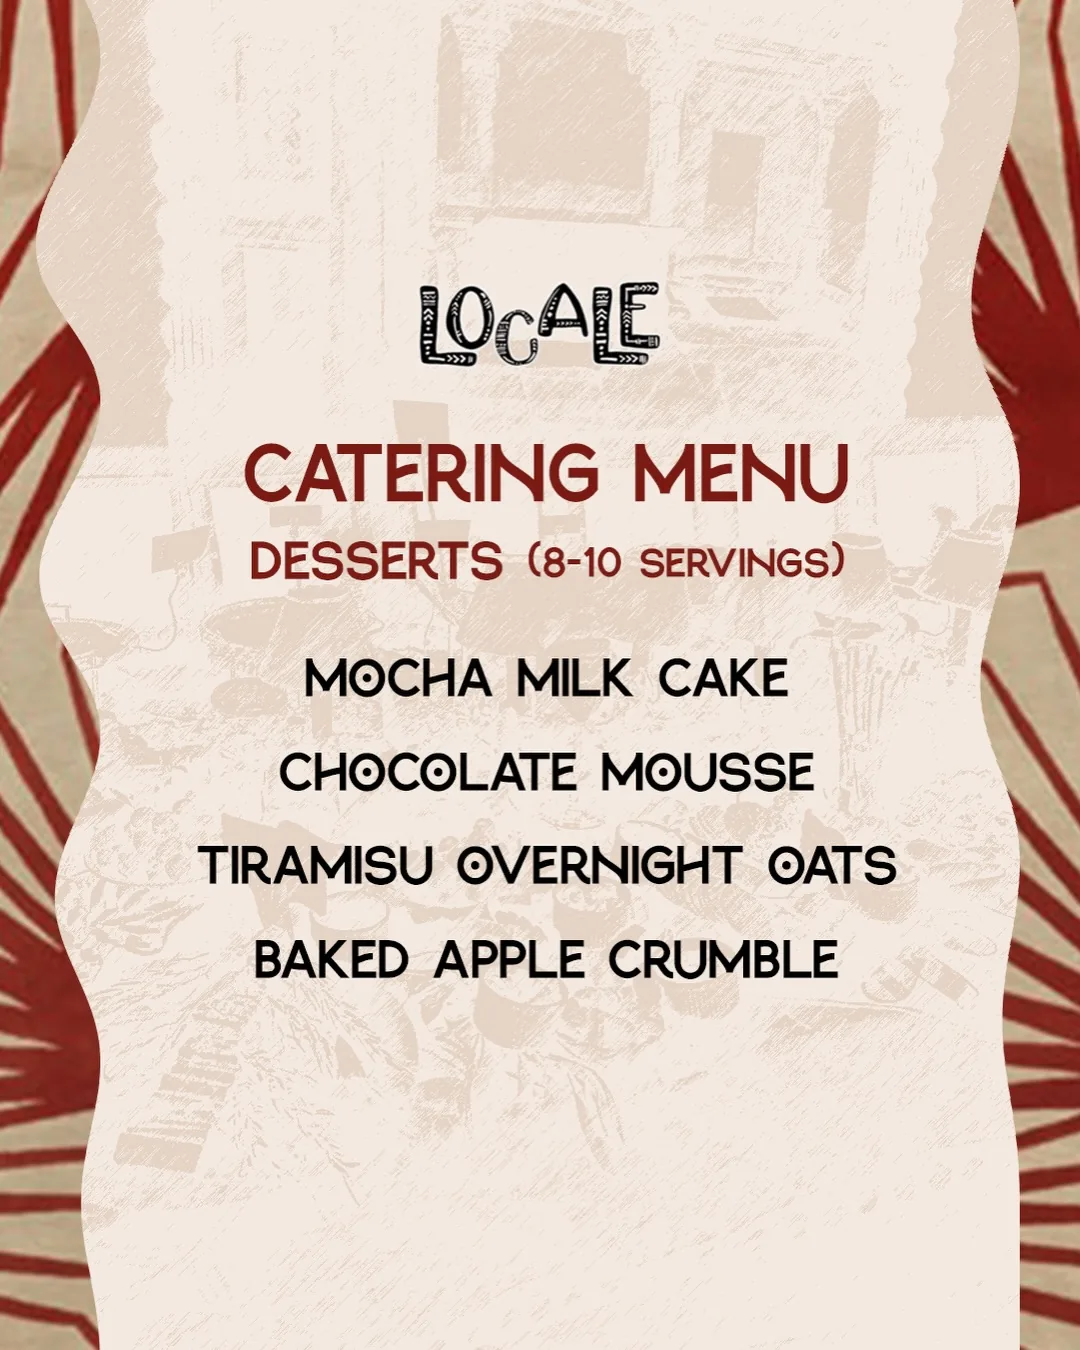 LOCALE
CATERING MENU
DESSERTS (8-10 SERVINGS)
MOCHA MILK CAKE
CHOCOLATE MOUSSE
TIRAMISU OVERNIGHT OATS
BAKED APPLE CRUMBLE